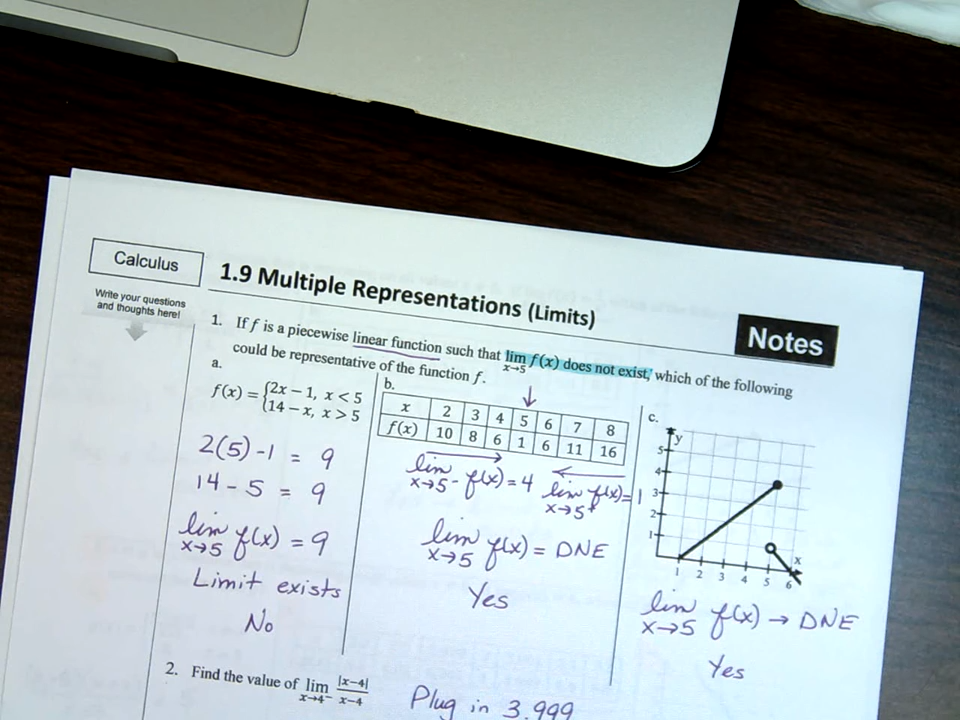 Calculus
1.9 Multiple Representations (Limits)
Notes
Write your questions
and thoughts here!
1. If f is a piecewise linear function such that lim x→5 f(x) does not exist, which of the following
could be representative of the function f.
a.
f(x) = {2x − 1, x < 5
{14 − x, x > 5
2(5)-1 = 9
14 - 5 = 9
lim x→5 f(x) = 9
Limit exists
No
b.
x 2 3 4 5 6 7 8
f(x) 10 8 6 1 6 11 16
lim x→5⁻ f(x) = 4 lim x→5⁺ f(x) = 1
lim x→5 f(x) = DNE
Yes
c.
y
5
4
3
2
1
x
1 2 3 4 5 6
lim x→5 f(x) → DNE
Yes
2. Find the value of lim x→4⁻ |x−4| / x−4
Plug in 3.999